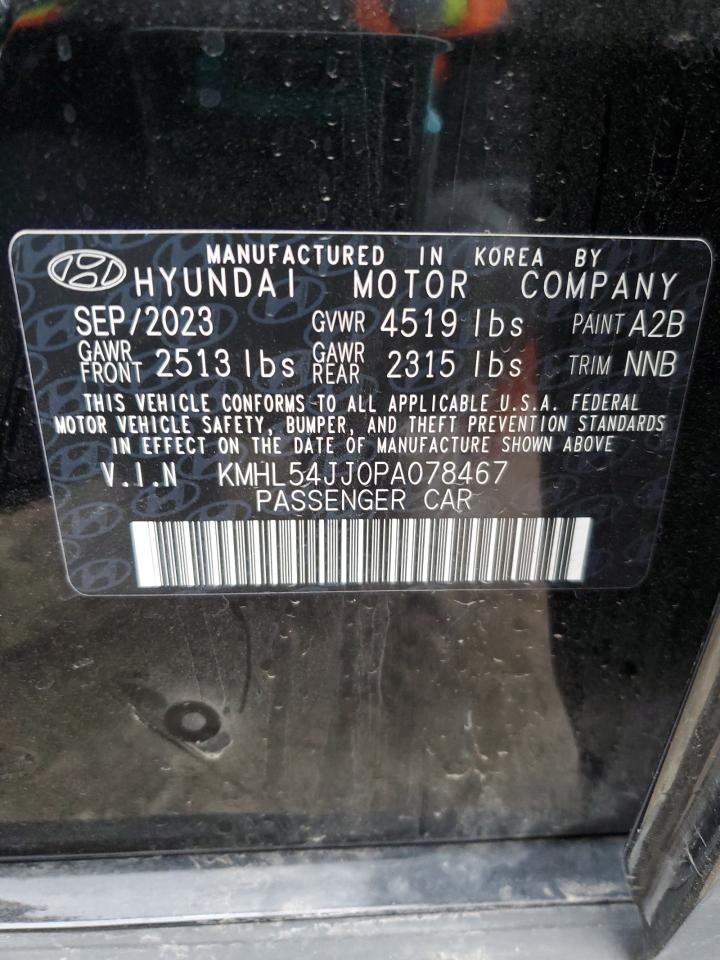 MANUFACTURED IN KOREA BY
HYUNDAI MOTOR COMPANY
SEP/2023 GVWR 4519 lbs PAINT A2B
GAWR FRONT 2513 lbs GAWR REAR 2315 lbs TRIM NNB
THIS VEHICLE CONFORMS TO ALL APPLICABLE U.S.A. FEDERAL
MOTOR VEHICLE SAFETY, BUMPER, AND THEFT PREVENTION STANDARDS
IN EFFECT ON THE DATE OF MANUFACTURE SHOWN ABOVE
V.I.N KMHL54JJ0PA078467
PASSENGER CAR